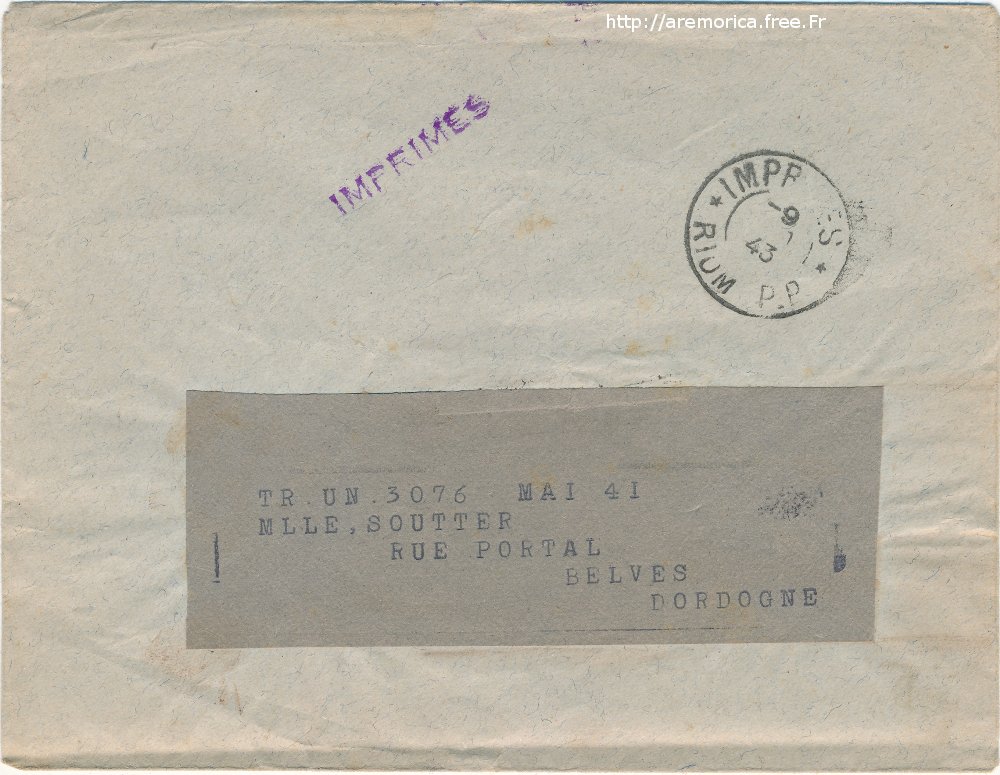 http://aremorica.free.Fr
IMPRIMES
* IMPR ES *
-9
43
RIOM P.P
TR.UN.3076 MAI 41
MLLE,SOUTTER
RUE PORTAL
BELVES
DORDOGNE